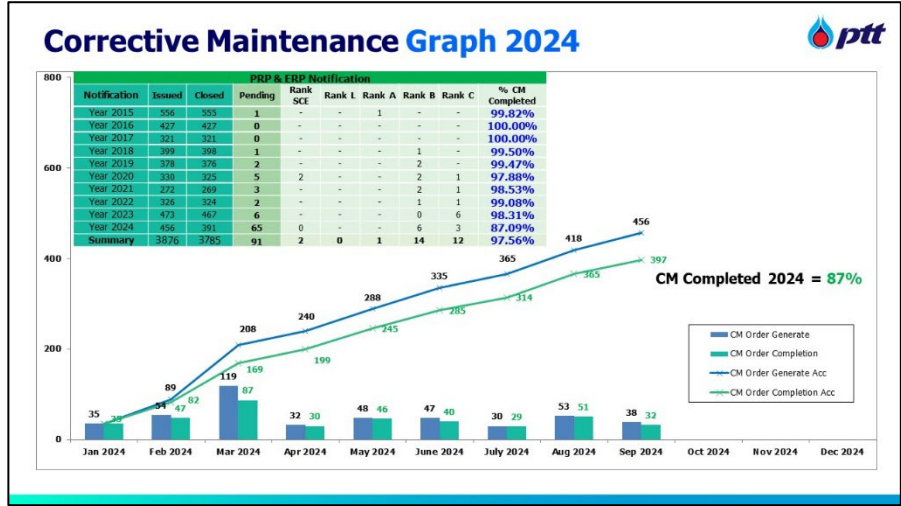 Corrective Maintenance Graph 2024
ptt
PRP & ERP Notification
Notification Issued Closed Pending Rank SCE Rank L Rank A Rank B Rank C % CM Completed
Year 2015 556 555 1 - - 1 - - 99.82%
Year 2016 427 427 0 - - - - - 100.00%
Year 2017 321 321 0 - - - - - 100.00%
Year 2018 399 398 1 - - - 1 - 99.50%
Year 2019 378 376 2 - - - 2 - 99.47%
Year 2020 330 325 5 2 - - 2 1 97.88%
Year 2021 272 269 3 - - - 2 1 98.53%
Year 2022 326 324 2 - - - 1 1 99.08%
Year 2023 473 467 6 - - - 0 6 98.31%
Year 2024 456 391 65 0 - - 6 3 87.09%
Summary 3876 3785 91 2 0 1 14 12 97.56%
800
600
400
200
0
35 89 208 240 288 335 365 418 456
35 82 169 199 245 285 314 365 397
54 119 32 48 47 30 53 38
47 87 30 46 40 29 51 32
CM Completed 2024 = 87%
CM Order Generate
CM Order Completion
CM Order Generate Acc
CM Order Completion Acc
Jan 2024 Feb 2024 Mar 2024 Apr 2024 May 2024 June 2024 July 2024 Aug 2024 Sep 2024 Oct 2024 Nov 2024 Dec 2024